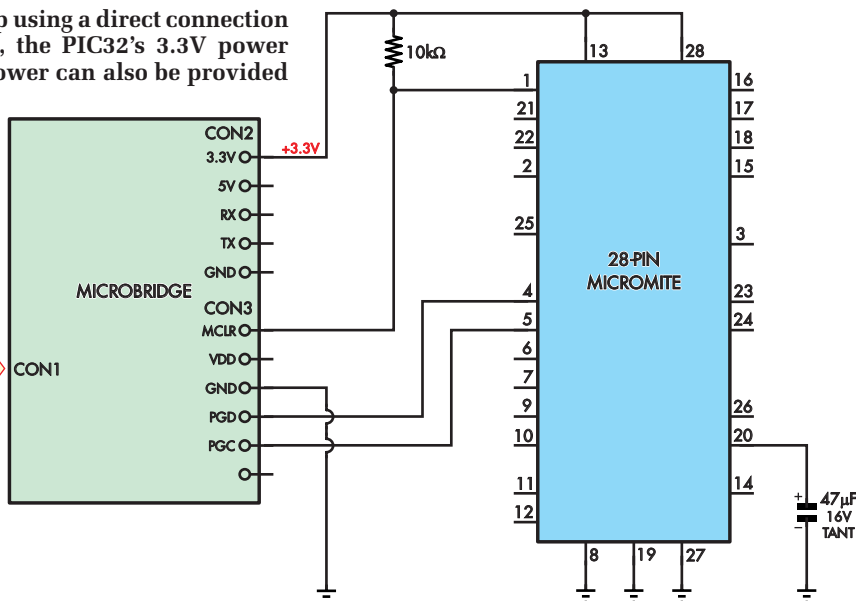 p using a direct connection
, the PIC32's 3.3V power
ower can also be provided
10kΩ
+3.3V
CON2
3.3V
5V
RX
TX
GND
MICROBRIDGE
CON3
MCLR
VDD
CON1
GND
PGD
PGC
13
28
1
21
22
2
25
4
5
6
7
9
10
11
12
28-PIN
MICROMITE
16
17
18
15
3
23
24
26
20
14
8
19
27
+
47µF
16V
–
TANT